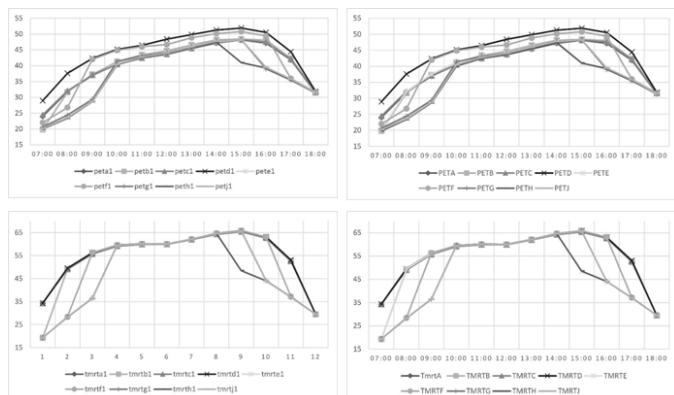 55
50
45
40
35
30
25
20
15
07:00 08:00 09:00 10:00 11:00 12:00 13:00 14:00 15:00 16:00 17:00 18:00
peta1 petb1 petc1 petd1 pete1
petf1 petg1 peth1 petj1
55
50
45
40
35
30
25
20
15
07:00 08:00 09:00 10:00 11:00 12:00 13:00 14:00 15:00 16:00 17:00 18:00
PETA PETB PETC PETD PETE
PETF PETG PETH PETJ
65
55
45
35
25
15
1 2 3 4 5 6 7 8 9 10 11 12
tmrta1 tmrtb1 tmrtc1 tmrtd1 tmrte1
tmrtf1 tmrtg1 tmrth1 tmrtj1
65
55
45
35
25
15
07:00 08:00 09:00 10:00 11:00 12:00 13:00 14:00 15:00 16:00 17:00 18:00
TmrtA TMRTB TMRTC TMRTD TMRTE
TMRTF TMRTG TMRTH TMRTJ